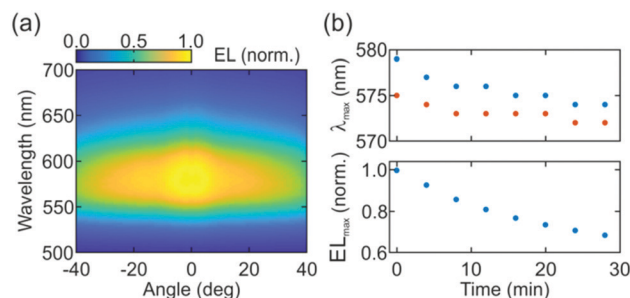 (a)
0.0 0.5 1.0
EL (norm.)
700
650
600
550
500
Wavelength (nm)
-40 -20 0 20 40
Angle (deg)
(b)
580
575
570
λmax (nm)
1.0
0.8
0.6
ELmax (norm.)
0 10 20 30
Time (min)